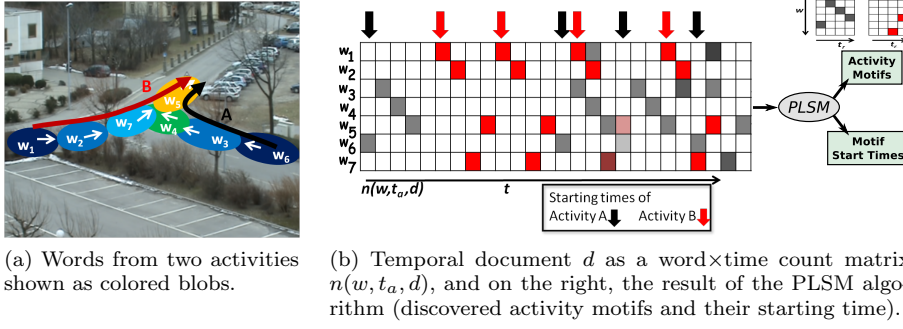 B
A
w5
w7
w4
w1
w2
w3
w6
w1
w2
w3
w4
w5
w6
w7
n(w,ta,d)
t
Starting times of
Activity A
Activity B
w
tr
tr
PLSM
Activity
Motifs
Motif
Start Times
(a) Words from two activities
shown as colored blobs.
(b) Temporal document d as a word×time count matrix
n(w, ta, d), and on the right, the result of the PLSM algo-
rithm (discovered activity motifs and their starting time).